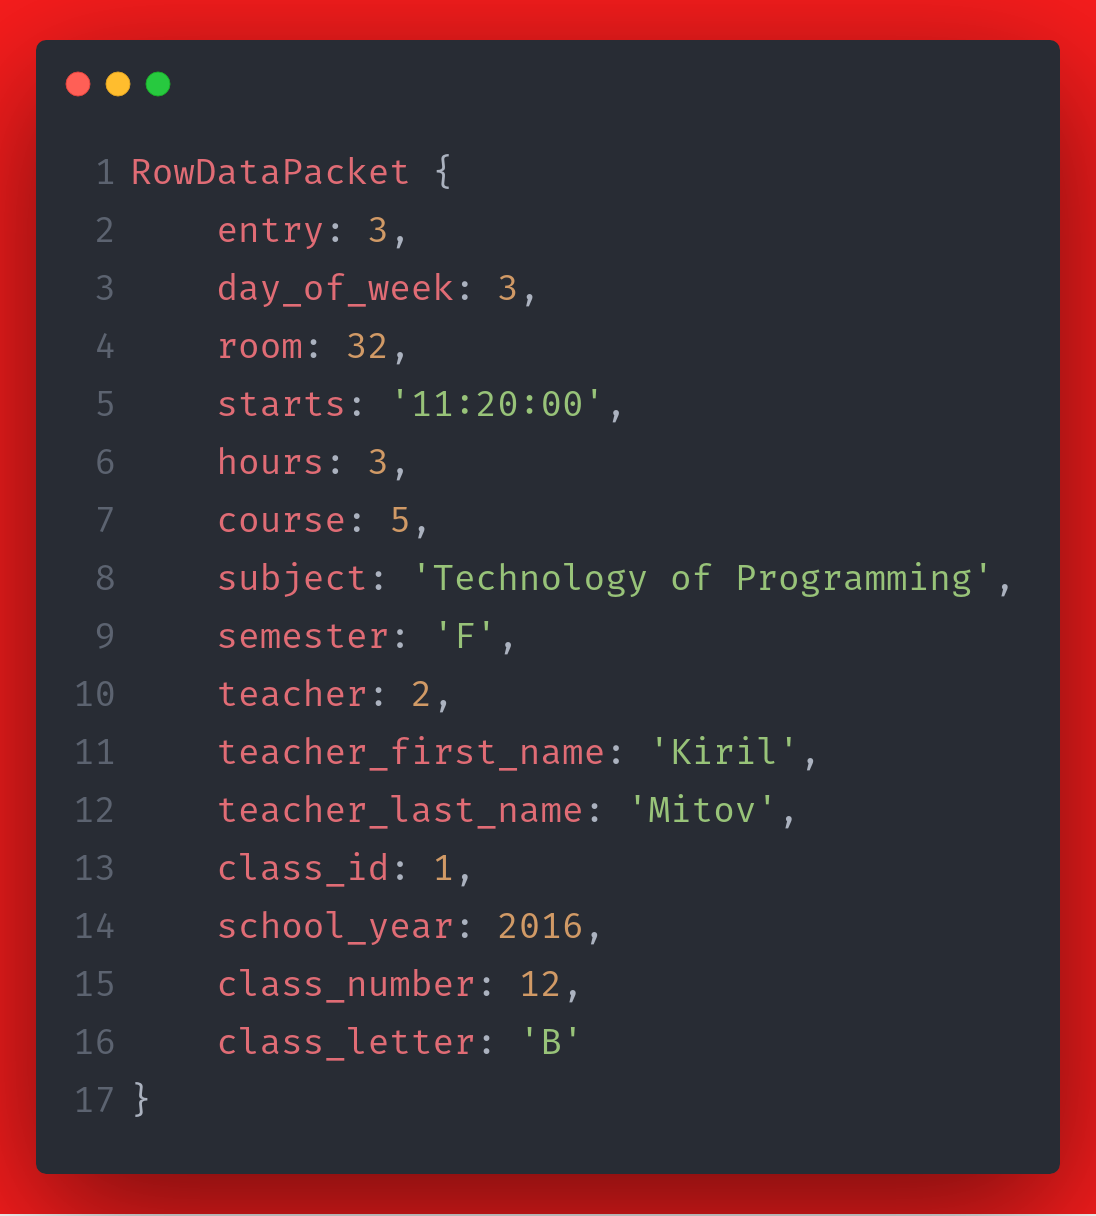 1 RowDataPacket {
2     entry: 3,
3     day_of_week: 3,
4     room: 32,
5     starts: '11:20:00',
6     hours: 3,
7     course: 5,
8     subject: 'Technology of Programming',
9     semester: 'F',
10     teacher: 2,
11     teacher_first_name: 'Kiril',
12     teacher_last_name: 'Mitov',
13     class_id: 1,
14     school_year: 2016,
15     class_number: 12,
16     class_letter: 'B'
17 }